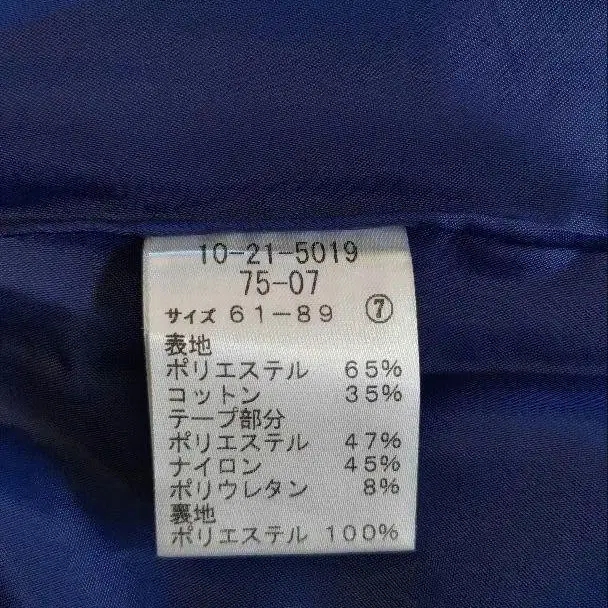 10-21-5019
75-07
サイズ 61-89 ⑦
表地
ポリエステル 65%
コットン 35%
テープ部分
ポリエステル 47%
ナイロン 45%
ポリウレタン 8%
裏地
ポリエステル 100%